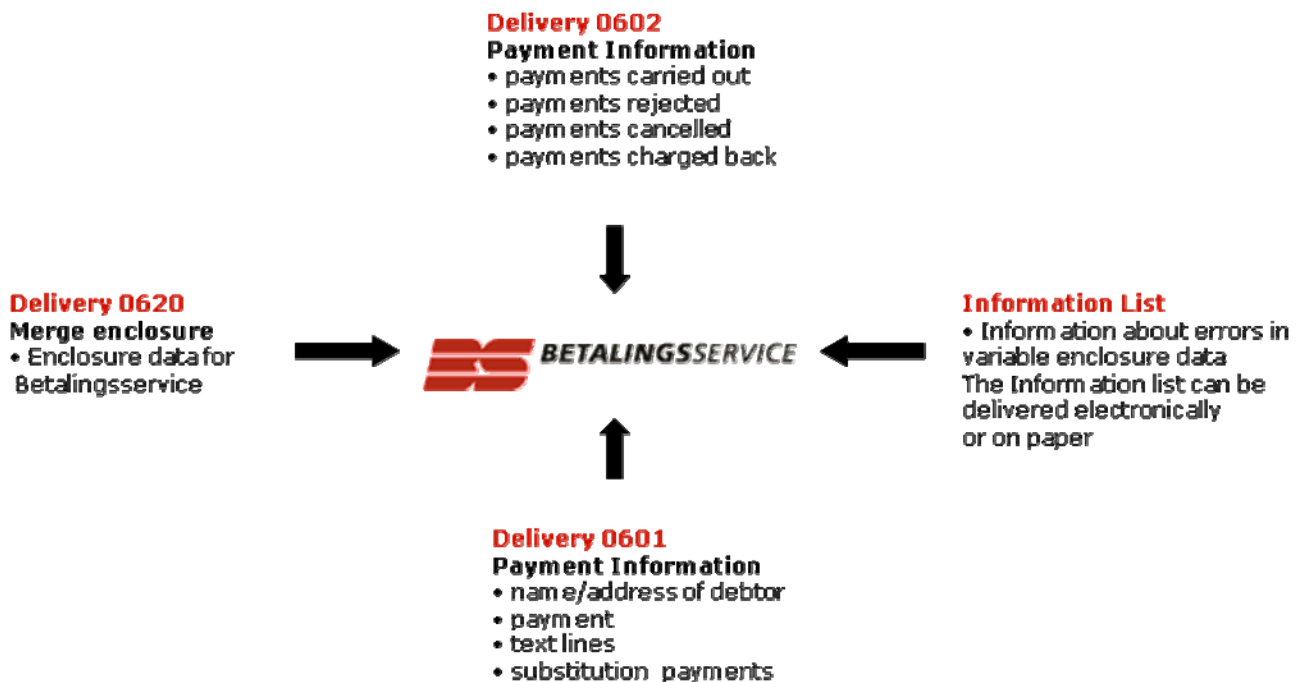 Delivery 0602
Payment Information
• payments carried out
• payments rejected
• payments cancelled
• payments charged back
Delivery 0620
Merge enclosure
• Enclosure data for
Betalingsservice
BS BETALINGSSERVICE
Information List
• Information about errors in
variable enclosure data
The Information list can be
delivered electronically
or on paper
Delivery 0601
Payment Information
• name/address of debtor
• payment
• text lines
• substitution payments